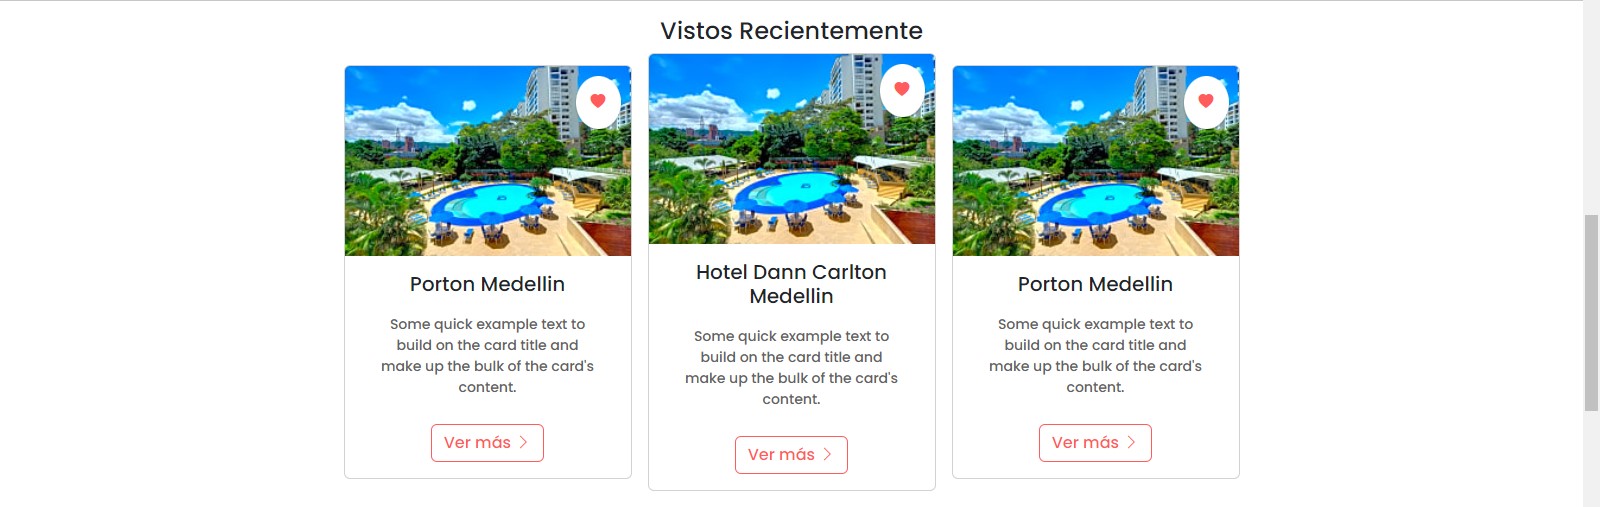 Vistos Recientemente
Porton Medellin
Some quick example text to
build on the card title and
make up the bulk of the card's
content.
Ver más
Hotel Dann Carlton
Medellin
Some quick example text to
build on the card title and
make up the bulk of the card's
content.
Ver más
Porton Medellin
Some quick example text to
build on the card title and
make up the bulk of the card's
content.
Ver más